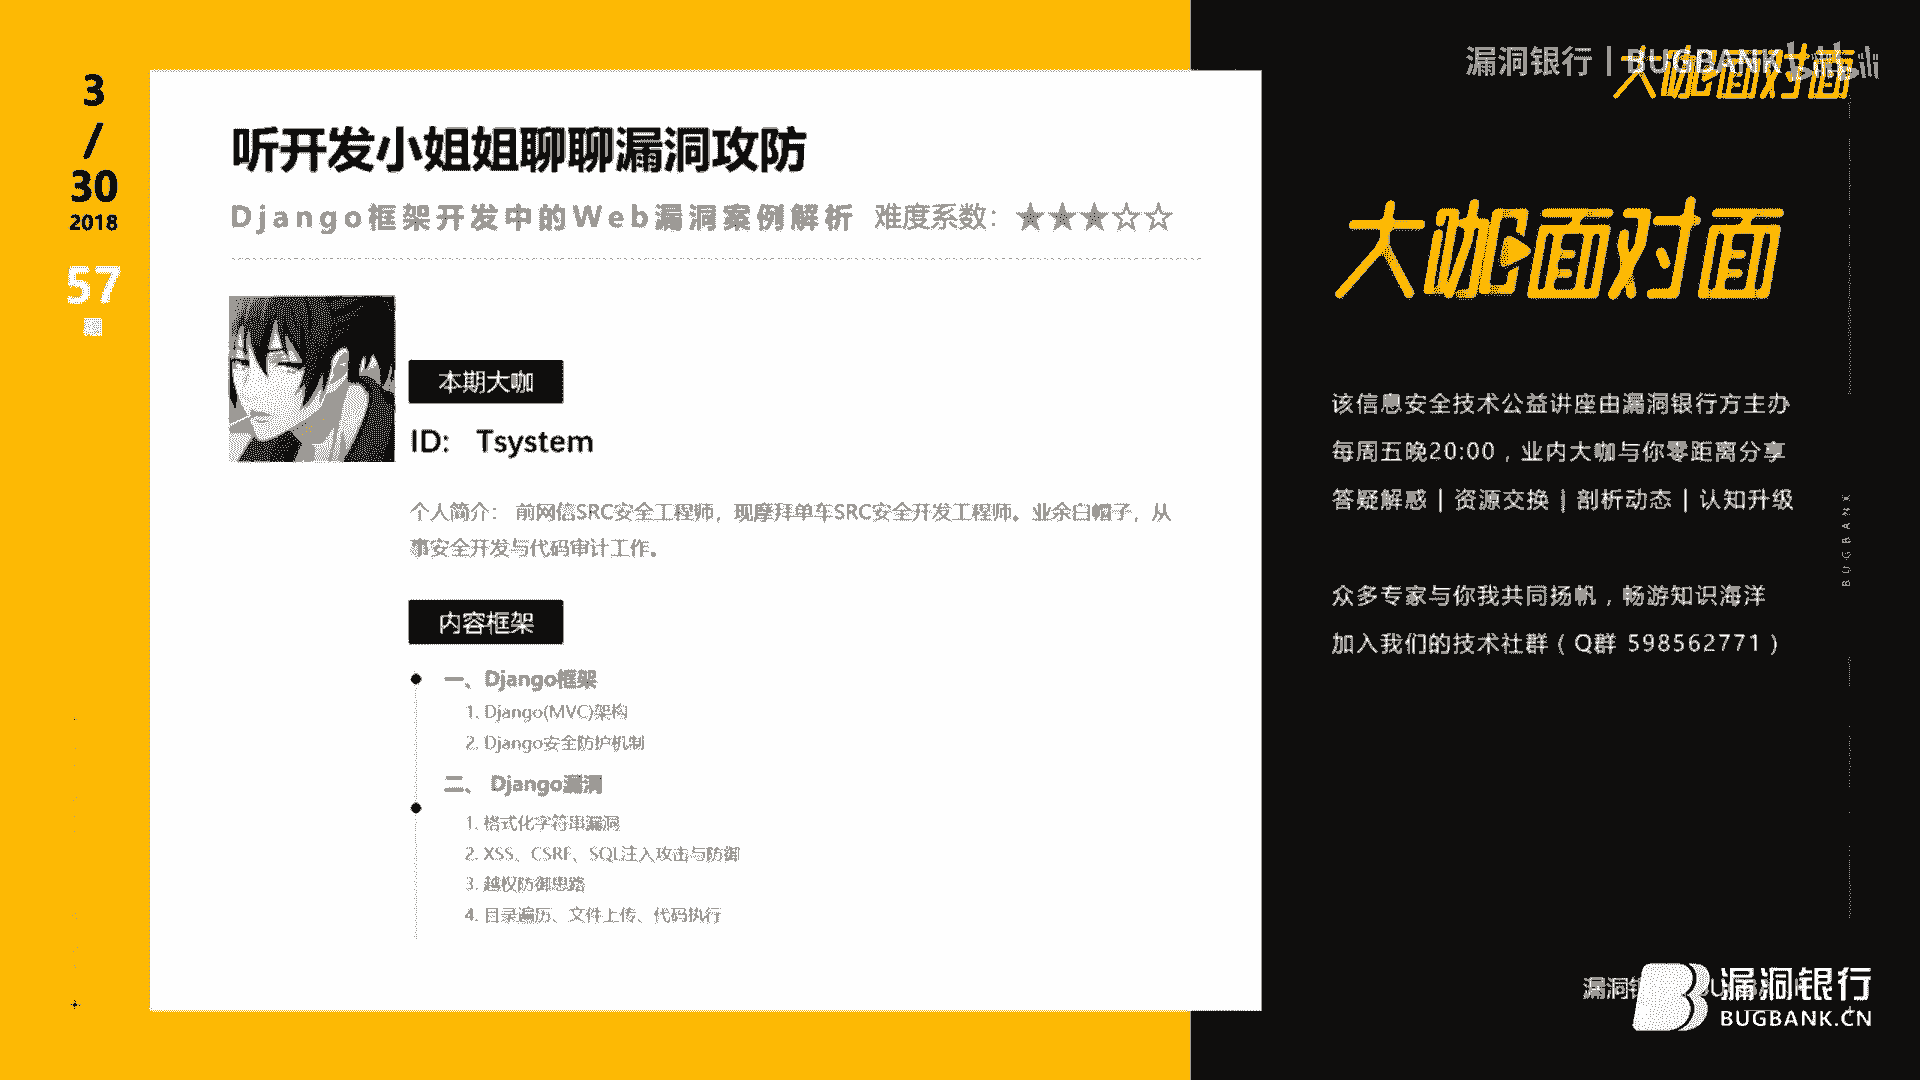 3
/
30
2018
57
听开发小姐姐聊聊漏洞攻防
Django框架开发中的Web漏洞案例解析 难度系数：★★★☆☆
本期大咖
ID: Tsystem
个人简介： 前网信SRC安全工程师，现摩拜单车SRC安全开发工程师。业余白帽子，从
事安全开发与代码审计工作。
内容框架
一、Django框架
1. Django(MVC)架构
2. Django安全防护机制
二、 Django漏洞
1. 格式化字符串漏洞
2. XSS、CSRF、SQL注入攻击与防御
3. 越权防御思路
4. 目录遍历、文件上传、代码执行
漏洞银行 | BUGBANK
大咖面对面
大咖面对面
该信息安全技术公益讲座由漏洞银行方主办
每周五晚20:00，业内大咖与你零距离分享
答疑解惑 | 资源交换 | 剖析动态 | 认知升级
众多专家与你我共同扬帆，畅游知识海洋
加入我们的技术社群（Q群 598562771）
BUGBANK
漏洞银行
BUGBANK.CN